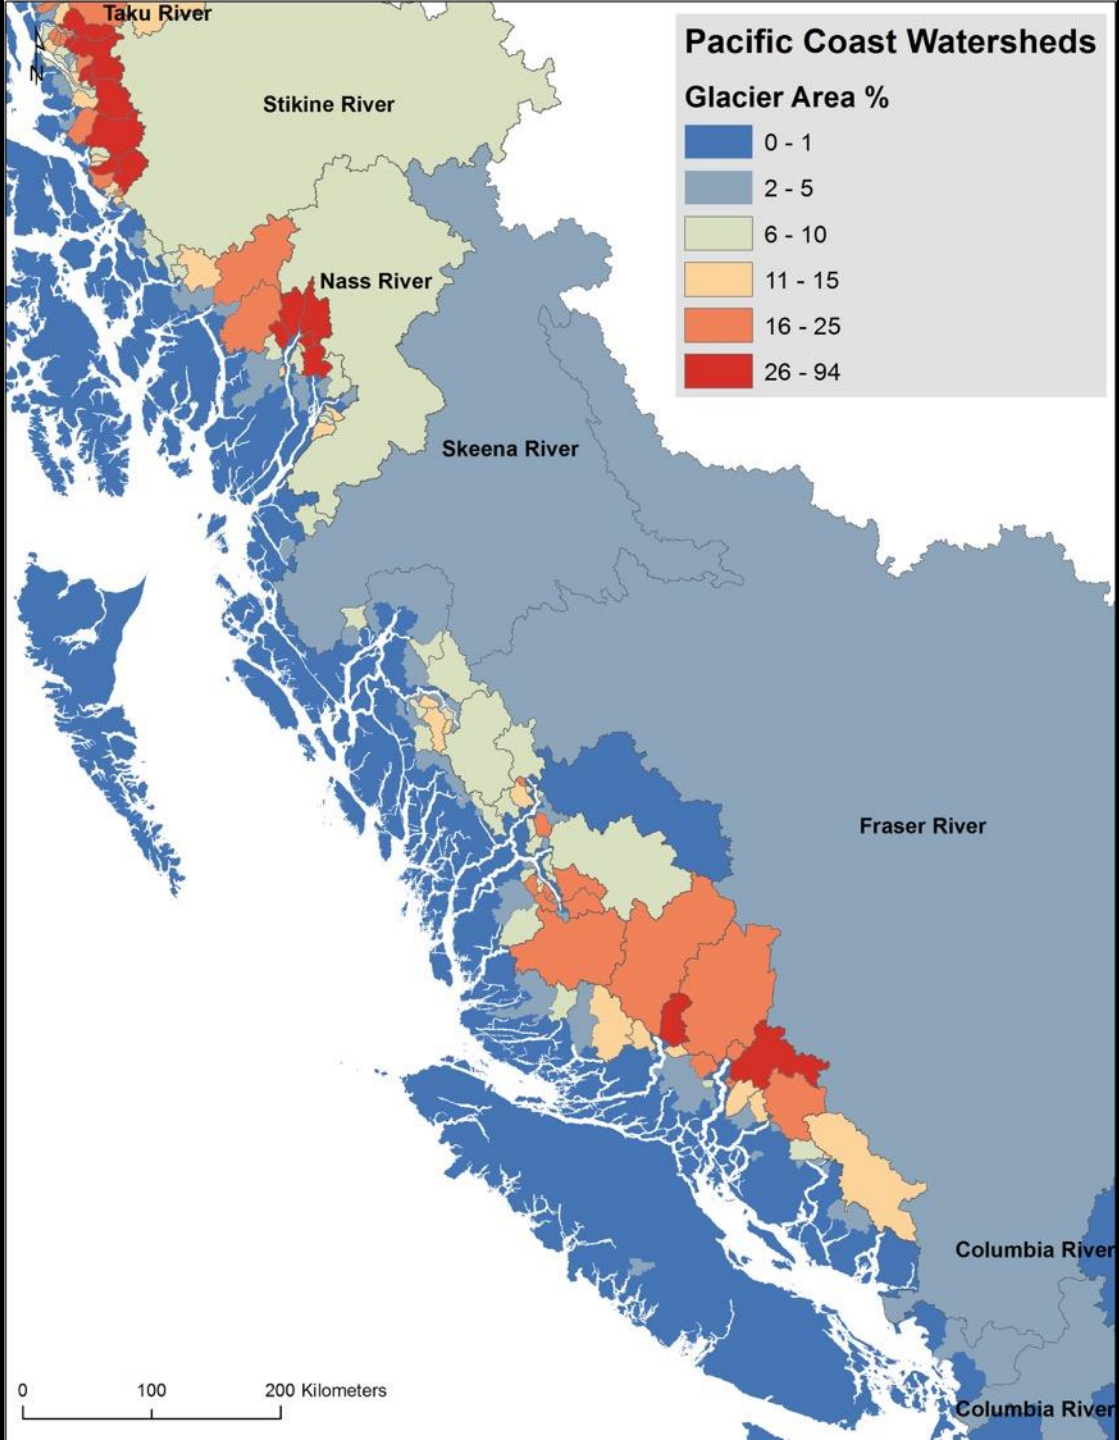 Taku River
Pacific Coast Watersheds
Glacier Area %
0 - 1
2 - 5
6 - 10
11 - 15
16 - 25
26 - 94
N
Stikine River
Nass River
Skeena River
Fraser River
Columbia River
Columbia River
0 100 200 Kilometers